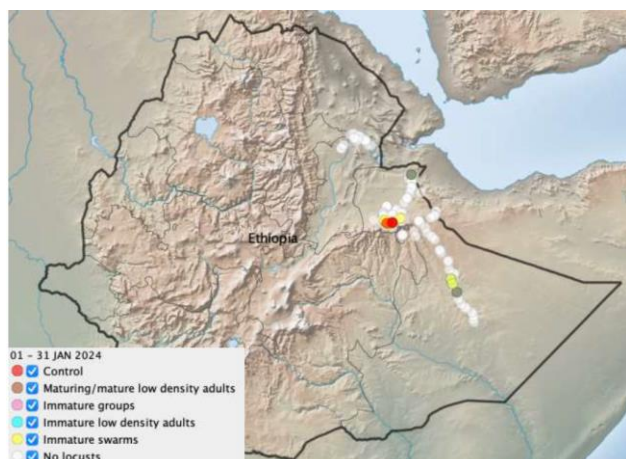 Ethiopia
01 - 31 JAN 2024
Control
Maturing/mature low density adults
Immature groups
Immature low density adults
Immature swarms
No locusts